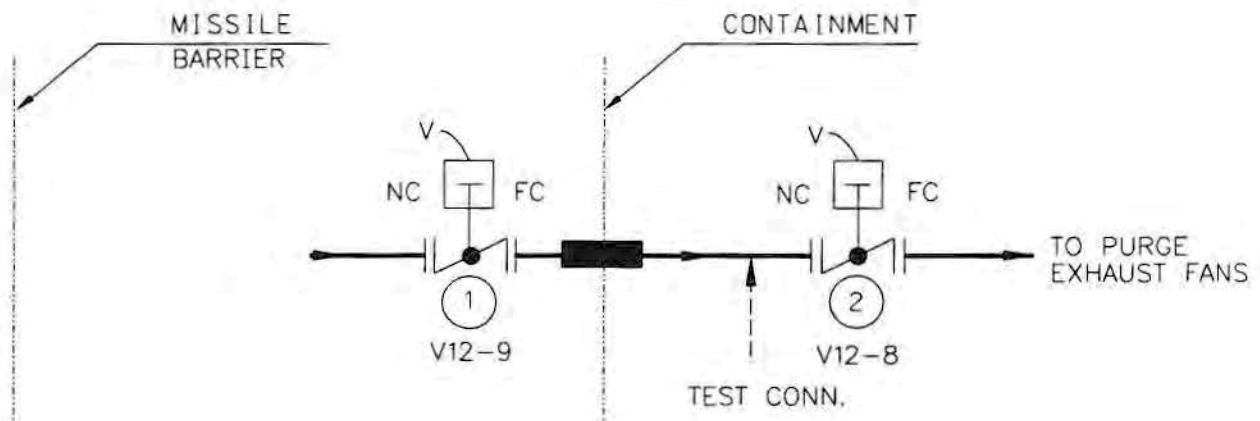 MISSILE
BARRIER
CONTAINMENT
V
V
NC
FC
NC
FC
TO PURGE
EXHAUST FANS
1
2
V12-9
V12-8
TEST CONN.